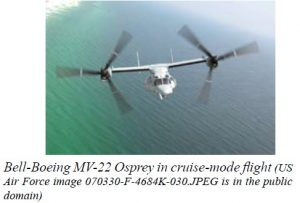 Bell-Boeing MV-22 Osprey in cruise-mode flight (US
Air Force image 070330-F-4684K-030.JPEG is in the public
domain)